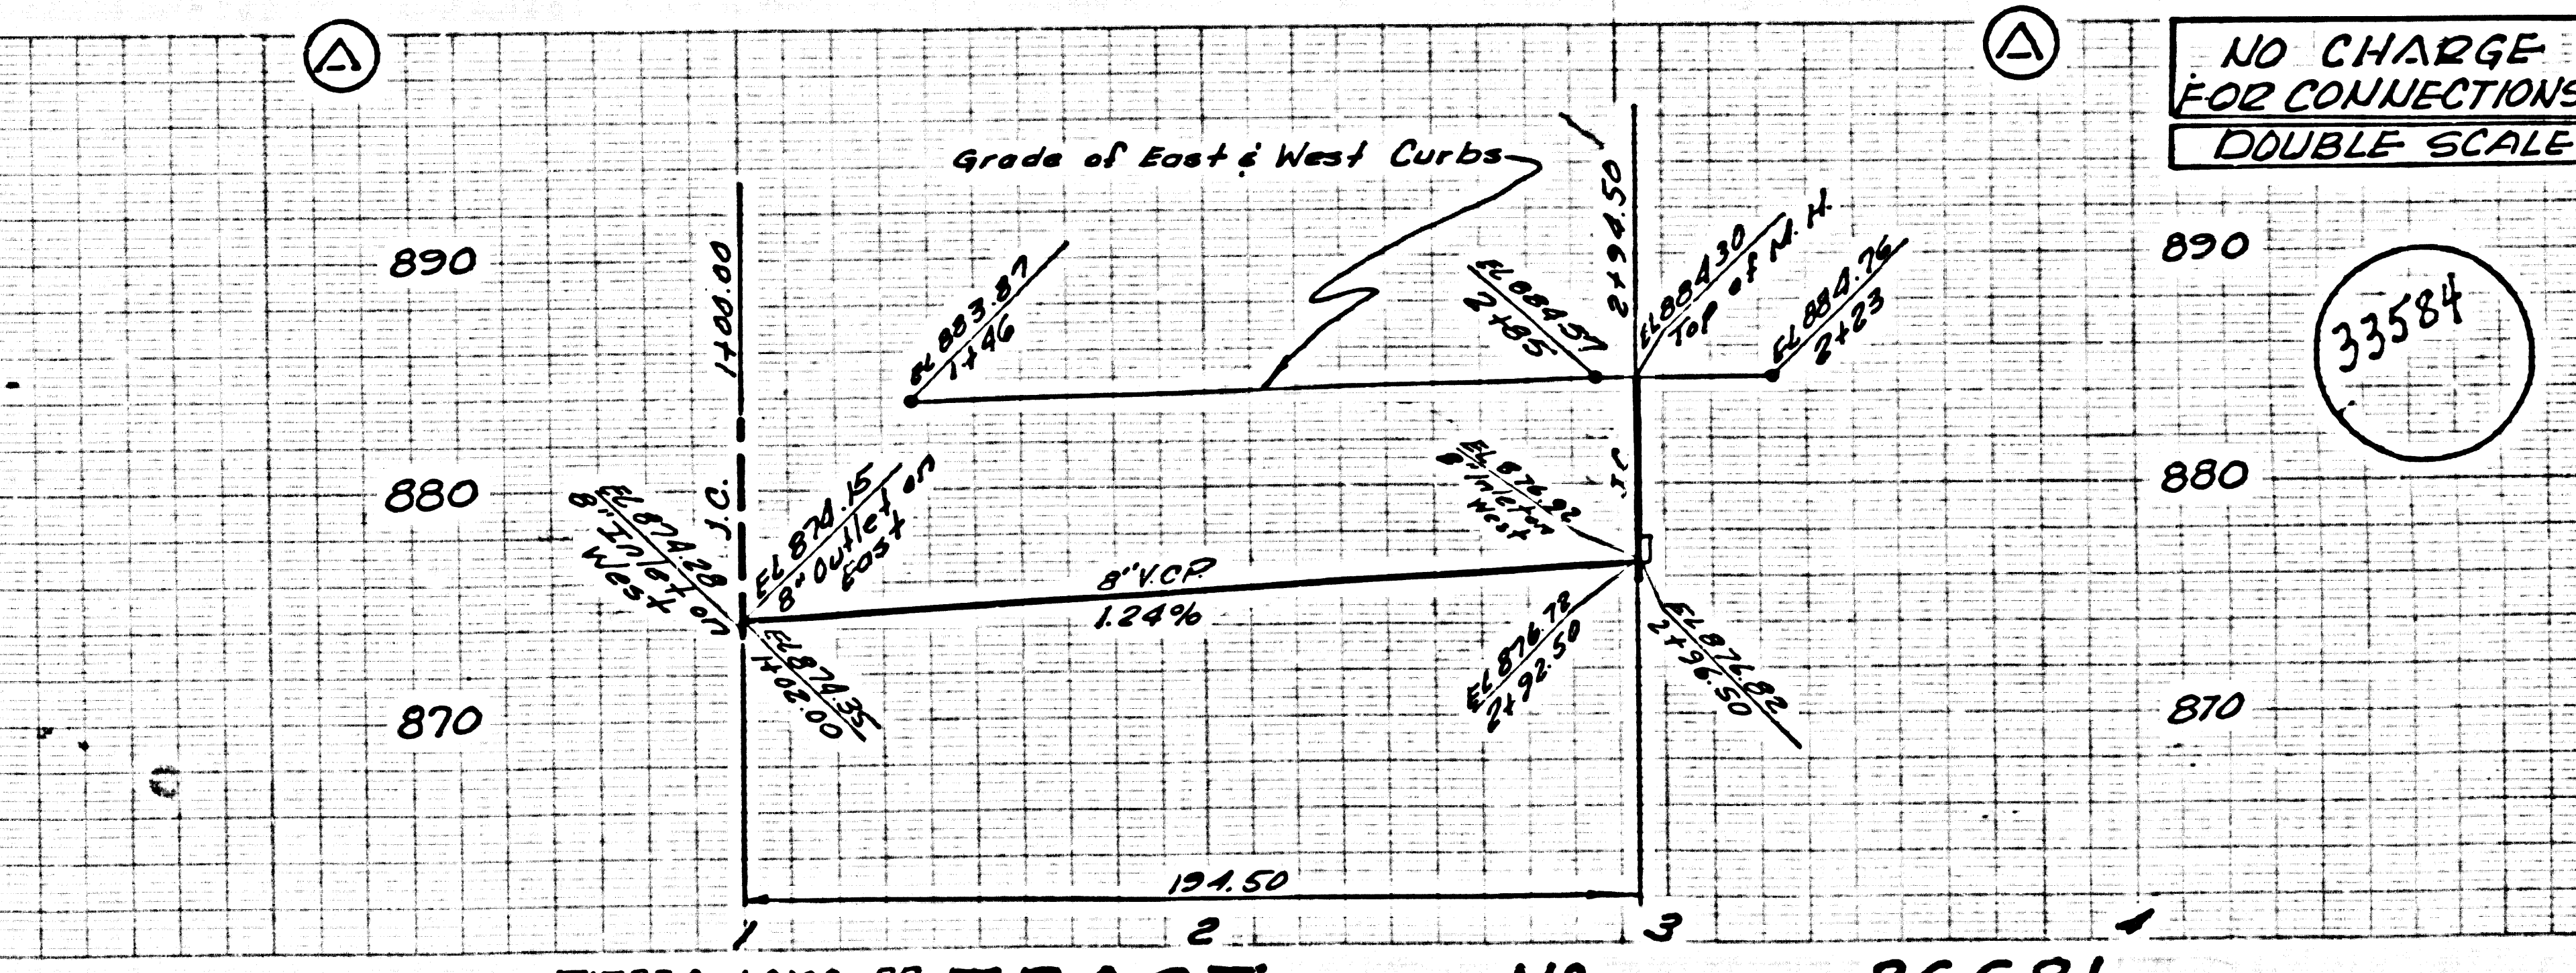 NO CHARGE
FOR CONNECTIONS
DOUBLE SCALE
Grade of East & West Curbs
890
890
33584
1+00.00
2+94.50
EL 883.87
1+46
EL 884.57
2+85
EL 884.30
Top of M.H.
EL 884.76
2+23
880
880
J.C.
J.C.
EL 874.28
8" Inlet on
West
EL 874.15
8" Outlet on
East
EL 876.92
8" Inlet on
West
8" V.C.P.
1.24%
EL 874.35
1+02.00
EL 876.78
2+92.50
EL 876.82
2+96.50
870
870
194.50
1
2
3
4
TRACT